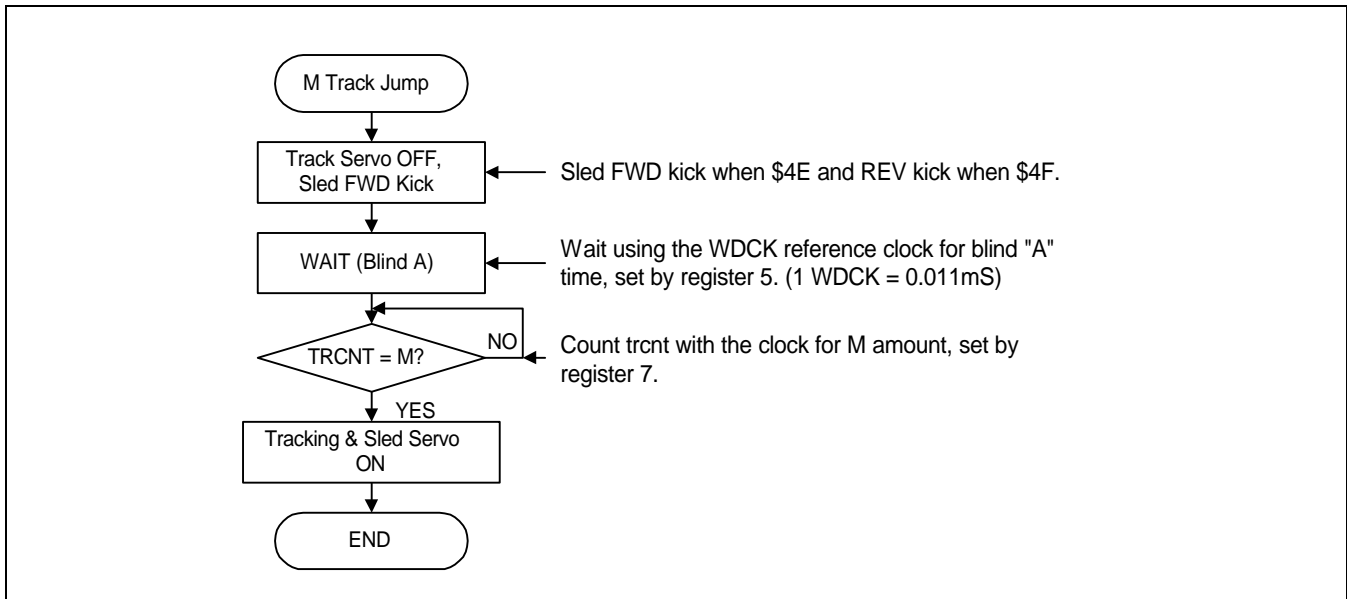 M Track Jump
Track Servo OFF,
Sled FWD Kick
Sled FWD kick when $4E and REV kick when $4F.
WAIT (Blind A)
Wait using the WDCK reference clock for blind "A"
time, set by register 5. (1 WDCK = 0.011mS)
TRCNT = M?
NO
Count trcnt with the clock for M amount, set by
register 7.
YES
Tracking & Sled Servo
ON
END